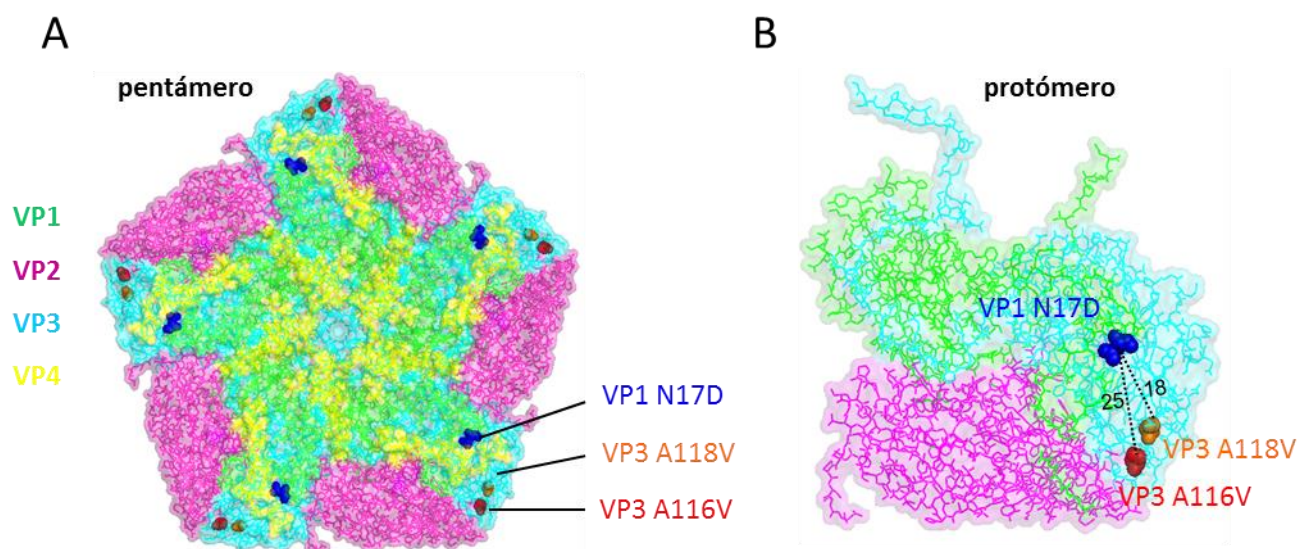 A
pentámero
VP1
VP2
VP3
VP4
VP1 N17D
VP3 A118V
VP3 A116V
B
protómero
VP1 N17D
25
18
VP3 A118V
VP3 A116V